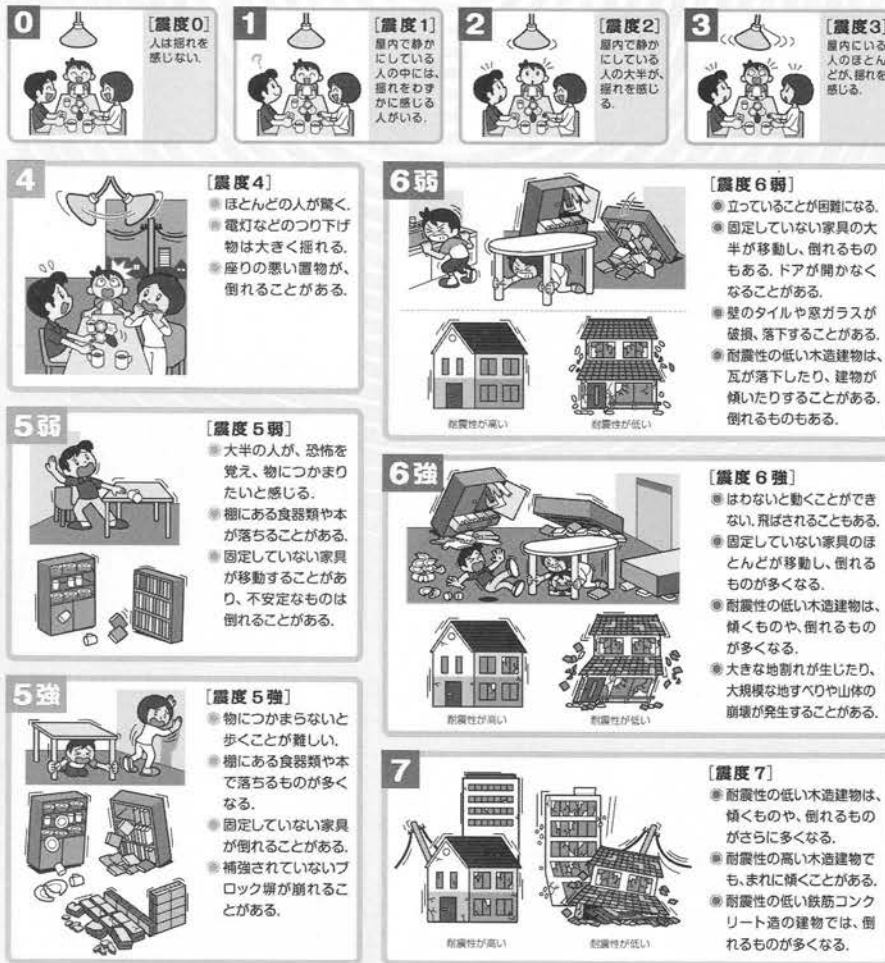 0
[震度0]
人は揺れを
感じない.
1
[震度1]
屋内で静か
にしている
人の中には、
揺れをわず
かに感じる
人がいる.
?
2
[震度2]
屋内で静か
にしている
人の大半が、
揺れを感じ
る.
3
[震度3]
屋内にいる
人のほとん
どが、揺れを
感じる.
4
[震度4]
ほとんどの人が驚く.
電灯などのつり下げ
物は大きく揺れる.
座りの悪い置物が、
倒れることがある.
5弱
[震度5弱]
大半の人が、恐怖を
覚え、物につかまり
たいと感じる.
棚にある食器類や本
が落ちることがある.
固定していない家具
が移動することがあ
り、不安定なものは
倒れることがある.
5強
[震度5強]
物につかまらないと
歩くことが難しい.
棚にある食器類や本
で落ちるものが多く
なる.
固定していない家具
が倒れることがある.
補強されていないブ
ロック塀が崩れるこ
とがある.
6弱
[震度6弱]
立っていることが困難になる.
固定していない家具の大
半が移動し、倒れるもの
もある. ドアが開かなく
なることがある.
壁のタイルや窓ガラスが
破損、落下することがある.
耐震性の低い木造建物は、
瓦が落下したり、建物が
傾いたりすることがある.
倒れるものもある.
耐震性が高い
耐震性が低い
6強
[震度6強]
はわないと動くことができ
ない. 飛ばされることもある.
固定していない家具のほ
とんどが移動し、倒れる
ものが多くなる.
耐震性の低い木造建物は、
傾くものや、倒れるもの
が多くなる.
大きな地割れが生じたり、
大規模な地すべりや山体の
崩壊が発生することがある.
耐震性が高い
耐震性が低い
7
[震度7]
耐震性の低い木造建物は、
傾くものや、倒れるもの
がさらに多くなる.
耐震性の高い木造建物で
も、まれに傾くことがある.
耐震性の低い鉄筋コンク
リート造の建物では、倒
れるものが多くなる.
耐震性が高い
耐震性が低い